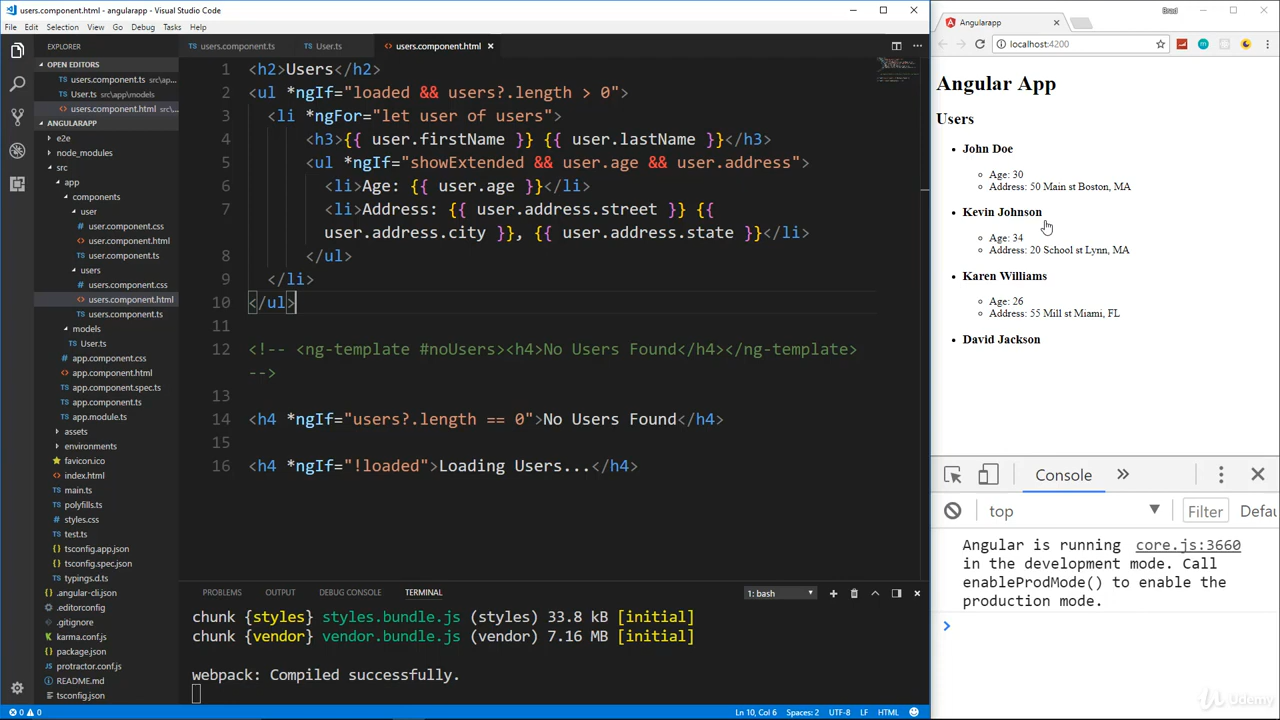 users.component.html - angularapp - Visual Studio Code
File Edit Selection View Go Debug Tasks Help
EXPLORER
OPEN EDITORS
users.component.ts src\ap...
User.ts src\app\models
users.component.html src\...
ANGULARAPP
e2e
node_modules
src
app
components
user
user.component.css
user.component.html
user.component.ts
users
users.component.css
users.component.html
users.component.ts
models
User.ts
app.component.css
app.component.html
app.component.spec.ts
app.component.ts
app.module.ts
assets
environments
favicon.ico
index.html
main.ts
polyfills.ts
styles.css
test.ts
tsconfig.app.json
tsconfig.spec.json
typings.d.ts
.angular-cli.json
.editorconfig
.gitignore
karma.conf.js
package.json
protractor.conf.js
README.md
tsconfig.json
users.component.ts User.ts users.component.html
1 <h2>Users</h2>
2 <ul *ngIf="loaded && users?.length > 0">
3 <li *ngFor="let user of users">
4 <h3>{{ user.firstName }} {{ user.lastName }}</h3>
5 <ul *ngIf="showExtended && user.age && user.address">
6 <li>Age: {{ user.age }}</li>
7 <li>Address: {{ user.address.street }} {{
user.address.city }}, {{ user.address.state }}</li>
8 </ul>
9 </li>
10 </ul>
11
12 <!-- <ng-template #noUsers><h4>No Users Found</h4></ng-template>
-->
13
14 <h4 *ngIf="users?.length == 0">No Users Found</h4>
15
16 <h4 *ngIf="!loaded">Loading Users...</h4>
PROBLEMS OUTPUT DEBUG CONSOLE TERMINAL 1: bash
chunk {styles} styles.bundle.js (styles) 33.8 kB [initial]
chunk {vendor} vendor.bundle.js (vendor) 7.16 MB [initial]
webpack: Compiled successfully.
0 0 Ln 10, Col 6 Spaces: 2 UTF-8 LF HTML
Brad
Angularapp
localhost:4200
Angular App
Users
John Doe
Age: 30
Address: 50 Main st Boston, MA
Kevin Johnson
Age: 34
Address: 20 School st Lynn, MA
Karen Williams
Age: 26
Address: 55 Mill st Miami, FL
David Jackson
Console
top Filter Defau
Angular is running core.js:3660
in the development mode. Call
enableProdMode() to enable the
production mode.
Udemy